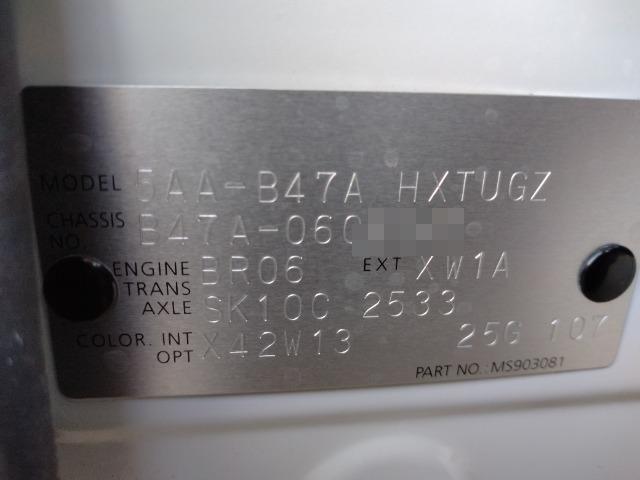 MODEL 5AA-B47A HXTUGZ
CHASSIS NO. B47A-060
ENGINE BR06 EXT XW1A
TRANS AXLE SK10C 2533
COLOR. INT OPT X42W13 25G 107
PART NO.: MS903081